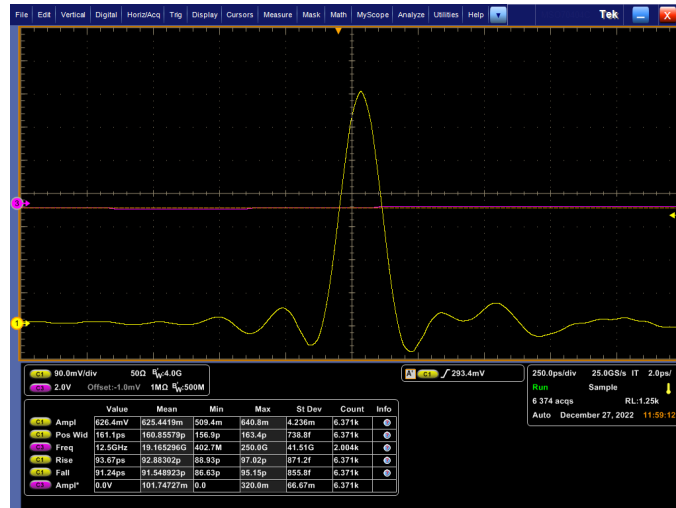 File Edit Vertical Digital Horiz/Acq Trig Display Cursors Measure Mask Math MyScope Analyze Utilities Help Tek X
3
1
C1 90.0mV/div 50Ω BW:4.0G
C3 2.0V Offset:-1.0mV 1MΩ BW:500M
A' C1 293.4mV
250.0ps/div 25.0GS/s IT 2.0ps/
Run Sample
6 374 acqs RL:1.25k
Auto December 27, 2022 11:59:12
Value Mean Min Max St Dev Count Info
C1 Ampl 626.4mV 625.4419m 509.4m 640.8m 4.236m 6.371k
C1 Pos Wid 161.1ps 160.85579p 156.9p 163.4p 738.8f 6.371k
C3 Freq 12.5GHz 19.165296G 402.7M 250.0G 41.51G 2.004k
C1 Rise 93.67ps 92.88302p 88.93p 97.02p 871.2f 6.371k
C1 Fall 91.24ps 91.548923p 86.63p 95.15p 855.8f 6.371k
C3 Ampl* 0.0V 101.74727m 0.0 320.0m 66.67m 6.371k